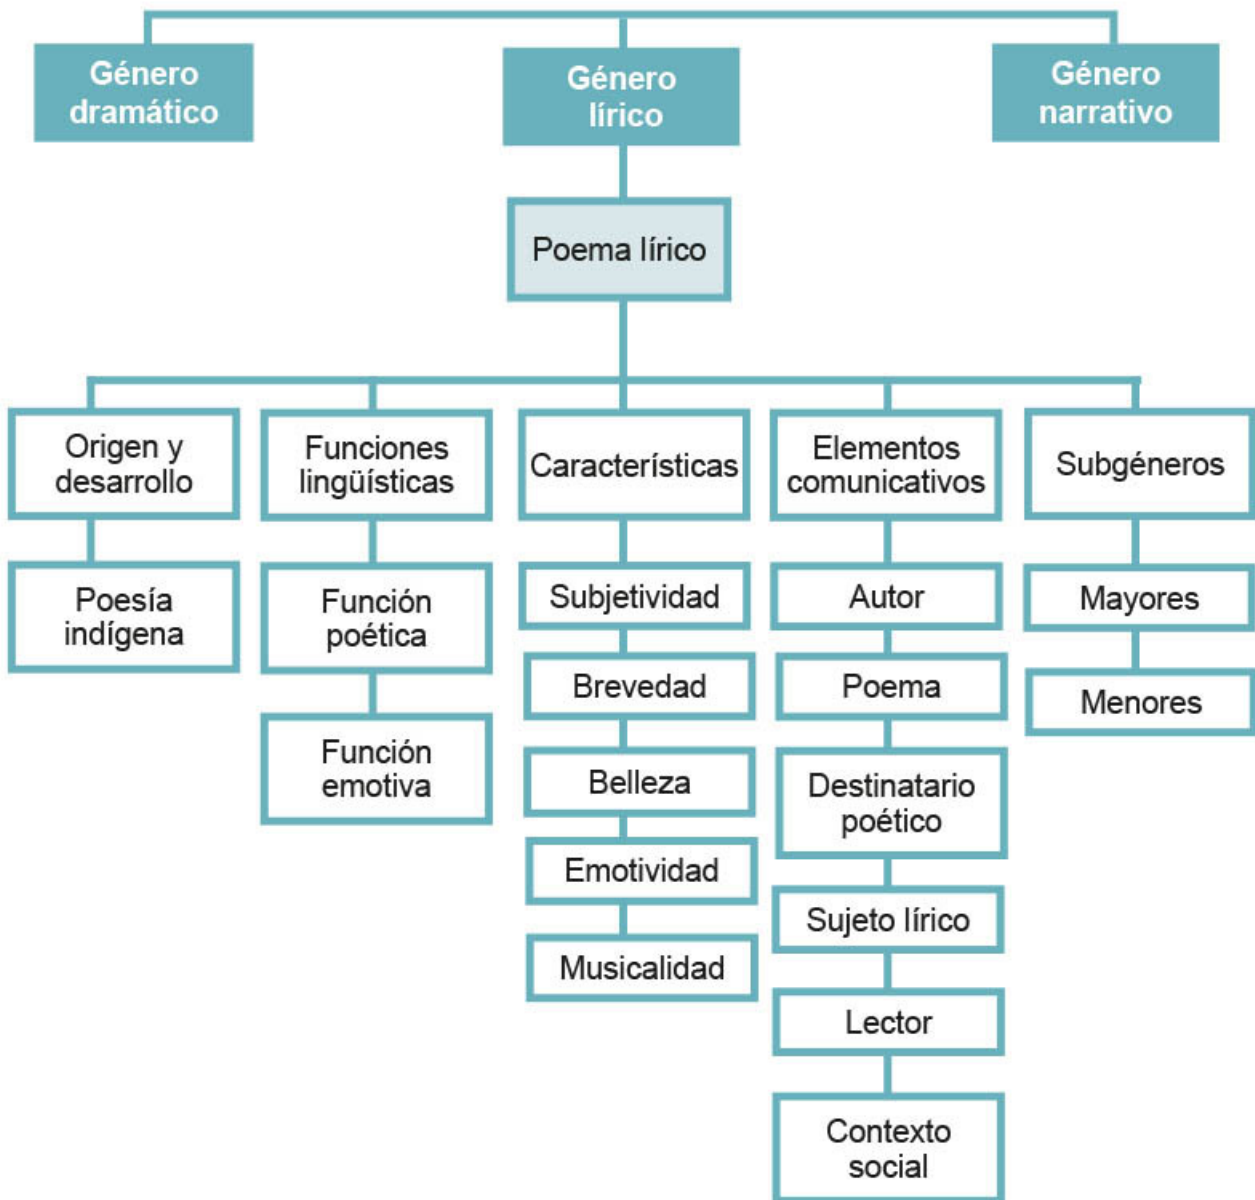 Género
dramático
Género
lírico
Género
narrativo
Poema lírico
Origen y
desarrollo
Poesía
indígena
Funciones
lingüísticas
Función
poética
Función
emotiva
Características
Subjetividad
Brevedad
Belleza
Emotividad
Musicalidad
Elementos
comunicativos
Autor
Poema
Destinatario
poético
Sujeto lírico
Lector
Contexto
social
Subgéneros
Mayores
Menores